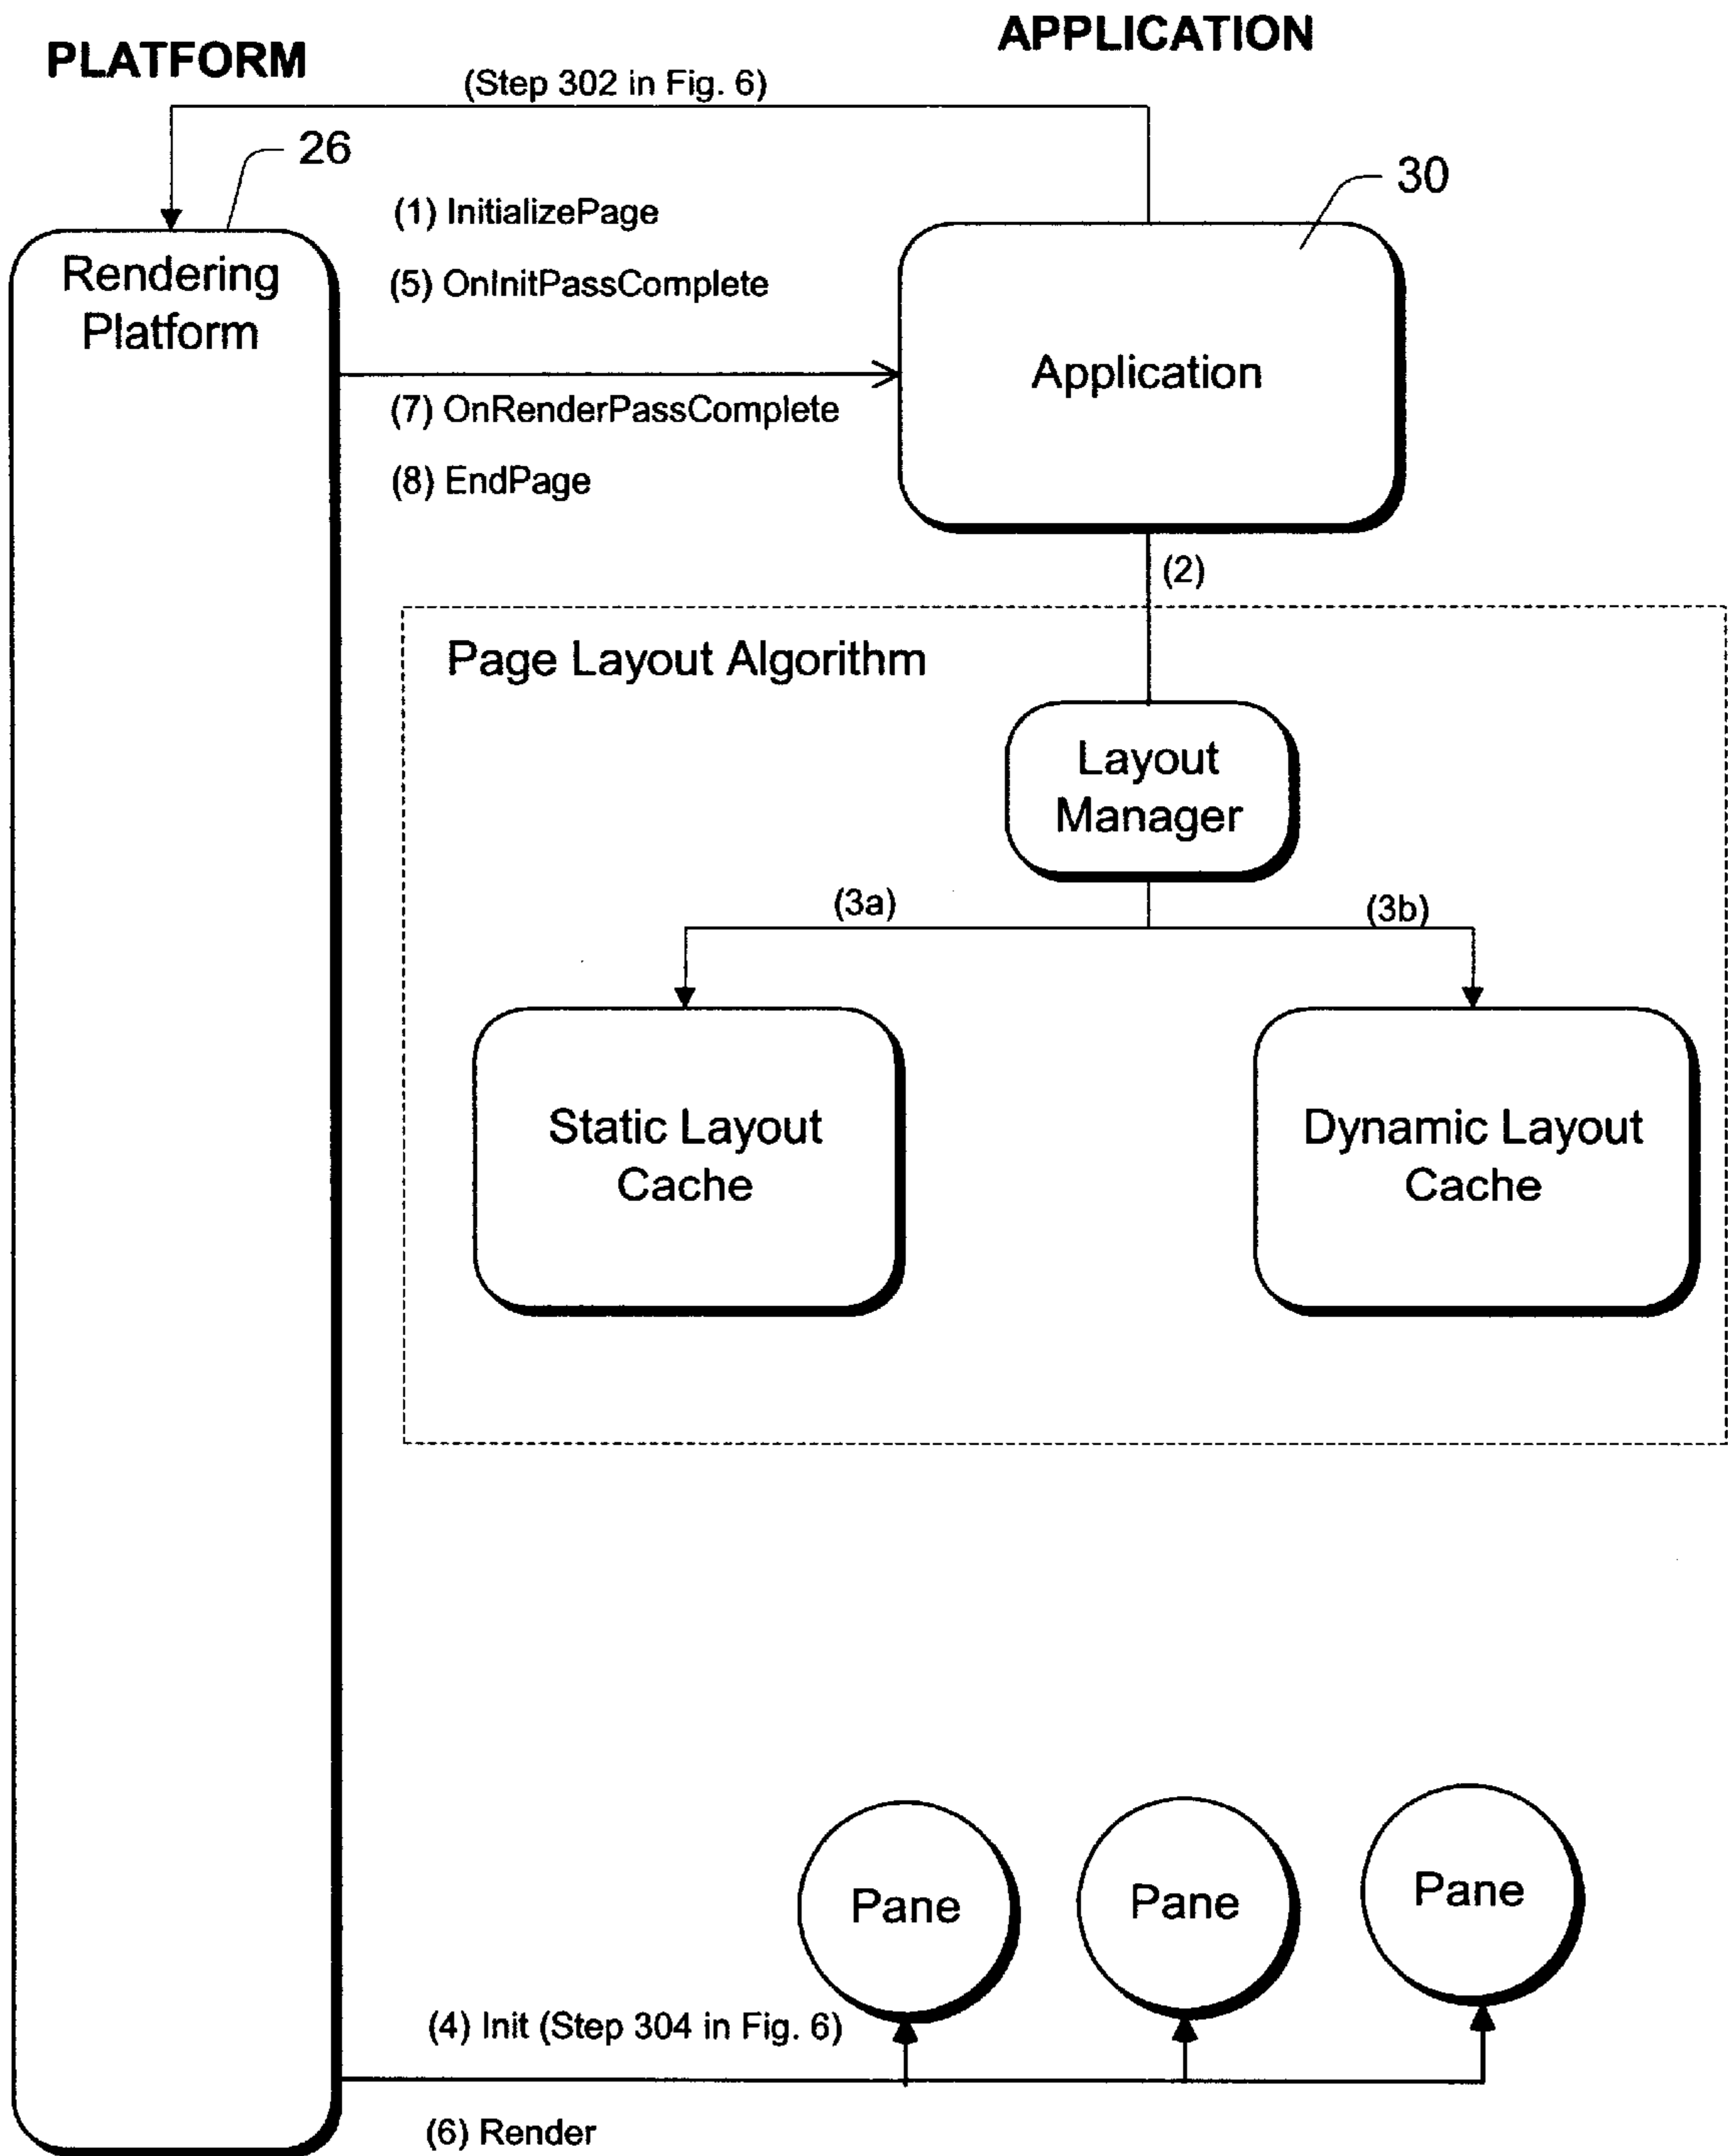 PLATFORM
APPLICATION
(Step 302 in Fig. 6)
26
30
(1) InitializePage
(5) OnInitPassComplete
Rendering
Platform
Application
(7) OnRenderPassComplete
(8) EndPage
(2)
Page Layout Algorithm
Layout
Manager
(3a)
(3b)
Static Layout
Cache
Dynamic Layout
Cache
Pane
Pane
Pane
(4) Init (Step 304 in Fig. 6)
(6) Render